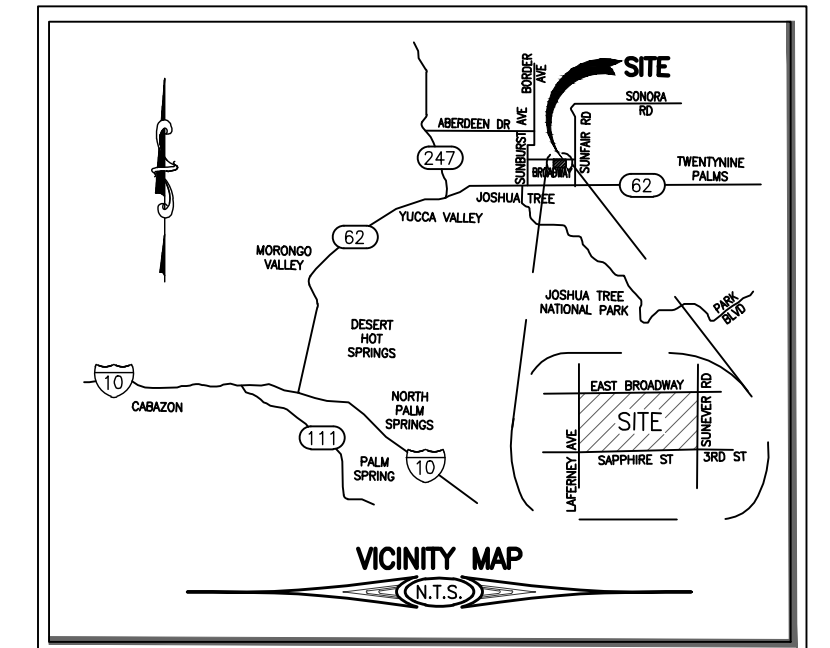 SITE
BORDER
AVE
SONORA
RD
ABERDEEN DR
SUNBURST AVE
SUNFAIR RD
247
BROADWAY
TWENTYNINE
PALMS
62
JOSHUA TREE
YUCCA VALLEY
62
MORONGO
VALLEY
JOSHUA TREE
NATIONAL PARK
PARK
BLVD
DESERT
HOT
SPRINGS
10
CABAZON
NORTH
PALM
SPRINGS
111
PALM
SPRING
10
EAST BROADWAY
SUNEVER RD
SITE
LAFERNEY AVE
SAPPHIRE ST
3RD ST
VICINITY MAP
N.T.S.